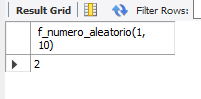 Result Grid Filter Rows:
f_numero_aleatorio(1,
10)
2